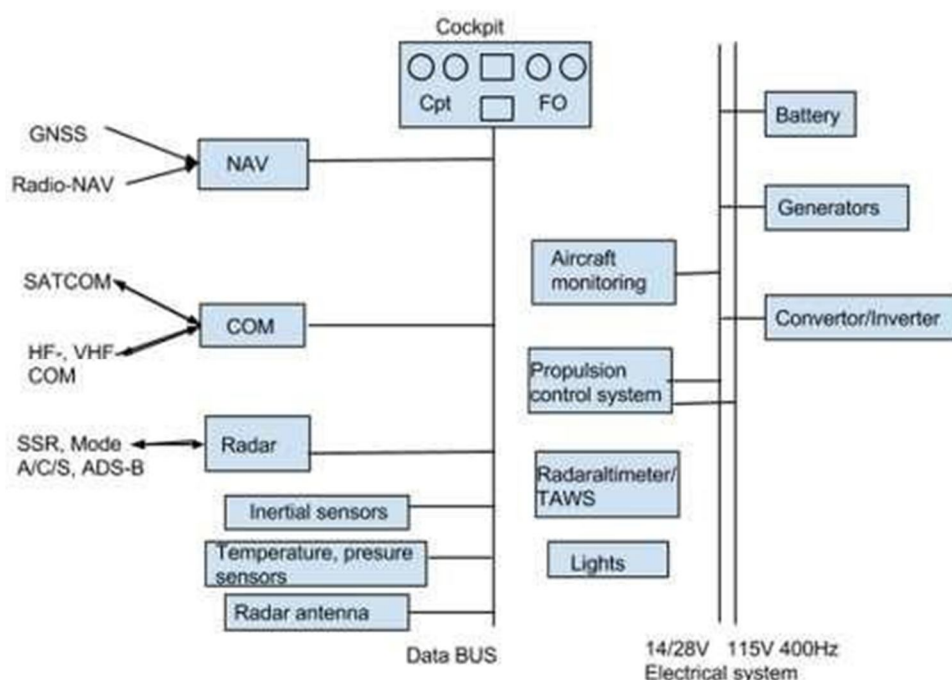 Cockpit
Cpt
FO
GNSS
NAV
Radio-NAV
Battery
Generators
SATCOM
COM
HF-, VHF
COM
Aircraft
monitoring
Convertor/Inverter
Propulsion
control system
SSR, Mode
A/C/S, ADS-B
Radar
Radaraltimeter/
TAWS
Inertial sensors
Temperature, presure
sensors
Lights
Radar antenna
Data BUS
14/28V 115V 400Hz
Electrical system